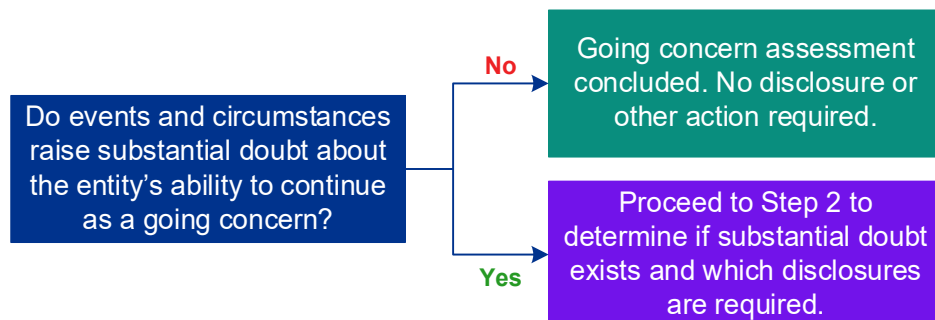 Do events and circumstances
raise substantial doubt about
the entity’s ability to continue
as a going concern?
No
Going concern assessment
concluded. No disclosure or
other action required.
Yes
Proceed to Step 2 to
determine if substantial doubt
exists and which disclosures
are required.